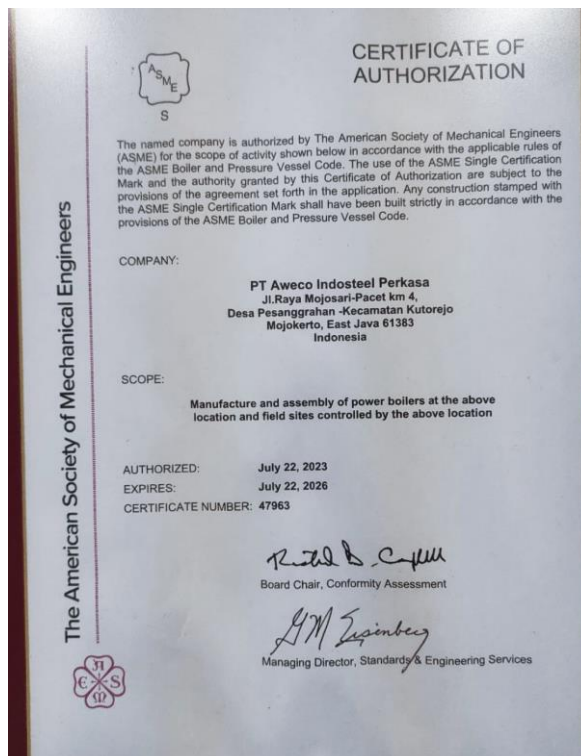 CERTIFICATE OF
AUTHORIZATION
ASME
S
The named company is authorized by The American Society of Mechanical Engineers
(ASME) for the scope of activity shown below in accordance with the applicable rules of
the ASME Boiler and Pressure Vessel Code. The use of the ASME Single Certification
Mark and the authority granted by this Certificate of Authorization are subject to the
provisions of the agreement set forth in the application. Any construction stamped with
the ASME Single Certification Mark shall have been built strictly in accordance with the
provisions of the ASME Boiler and Pressure Vessel Code.
COMPANY:
PT Aweco Indosteel Perkasa
Jl.Raya Mojosari-Pacet km 4,
Desa Pesanggrahan -Kecamatan Kutorejo
Mojokerto, East Java 61383
Indonesia
SCOPE:
Manufacture and assembly of power boilers at the above
location and field sites controlled by the above location
AUTHORIZED: July 22, 2023
EXPIRES: July 22, 2026
CERTIFICATE NUMBER: 47963
Board Chair, Conformity Assessment
Managing Director, Standards & Engineering Services
The American Society of Mechanical Engineers
ASME